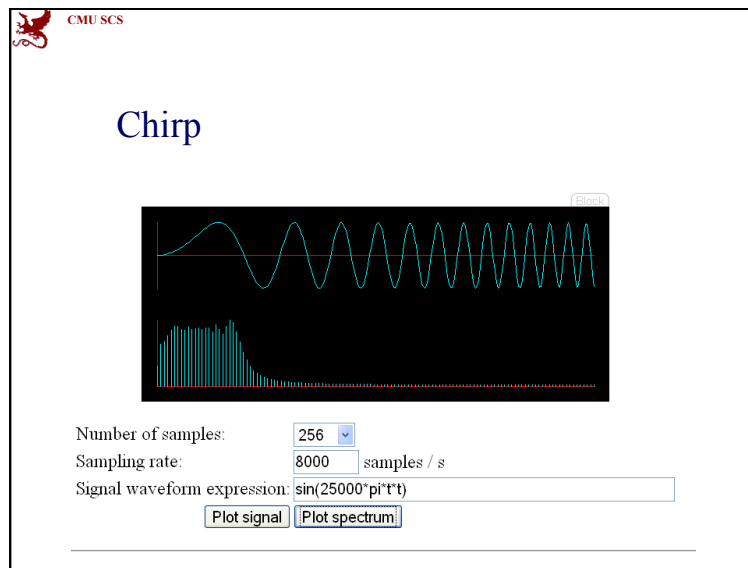 CMU SCS
Chirp
Block
Number of samples: 256
Sampling rate: 8000 samples / s
Signal waveform expression: sin(25000*pi*t*t)
Plot signal Plot spectrum